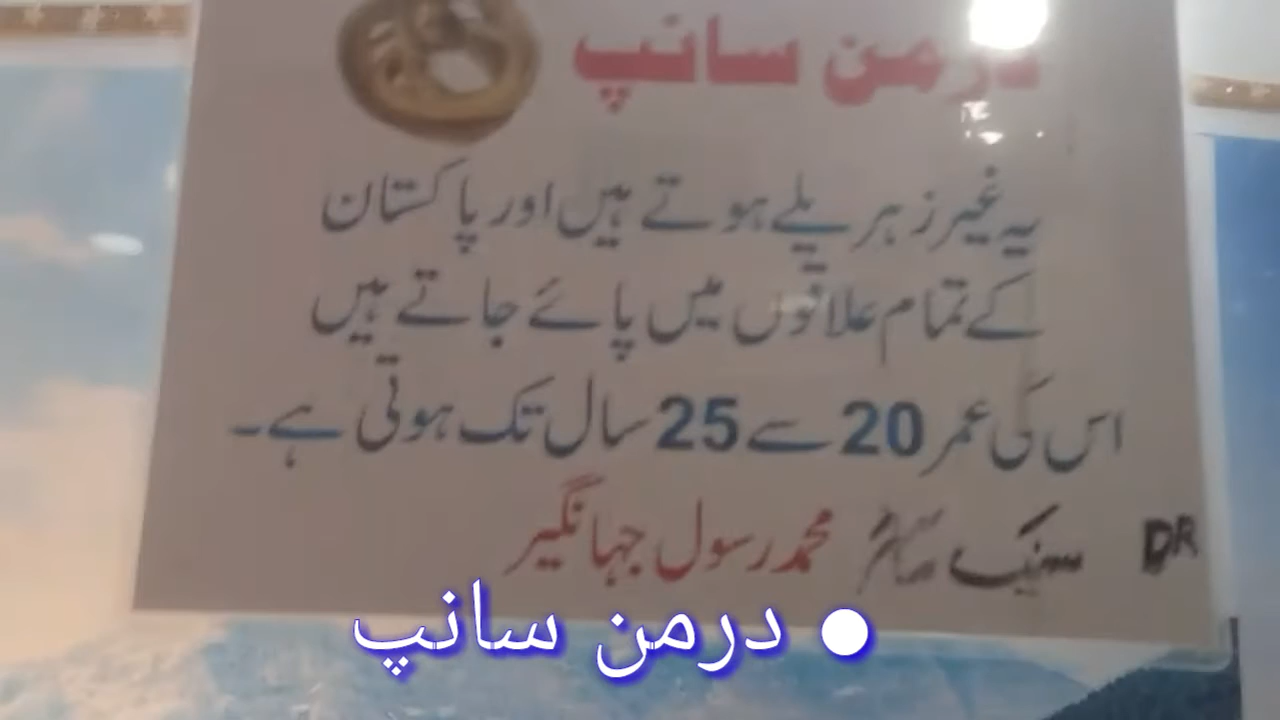 درمن سانپ
یہ غیر زہریلے ہوتے ہیں اور پاکستان
کے تمام علاقوں میں پائے جاتے ہیں
اس کی عمر 20 سے 25 سال تک ہوتی ہے۔
DR سنیک محمد رسول جہانگیر
● درمن سانپ